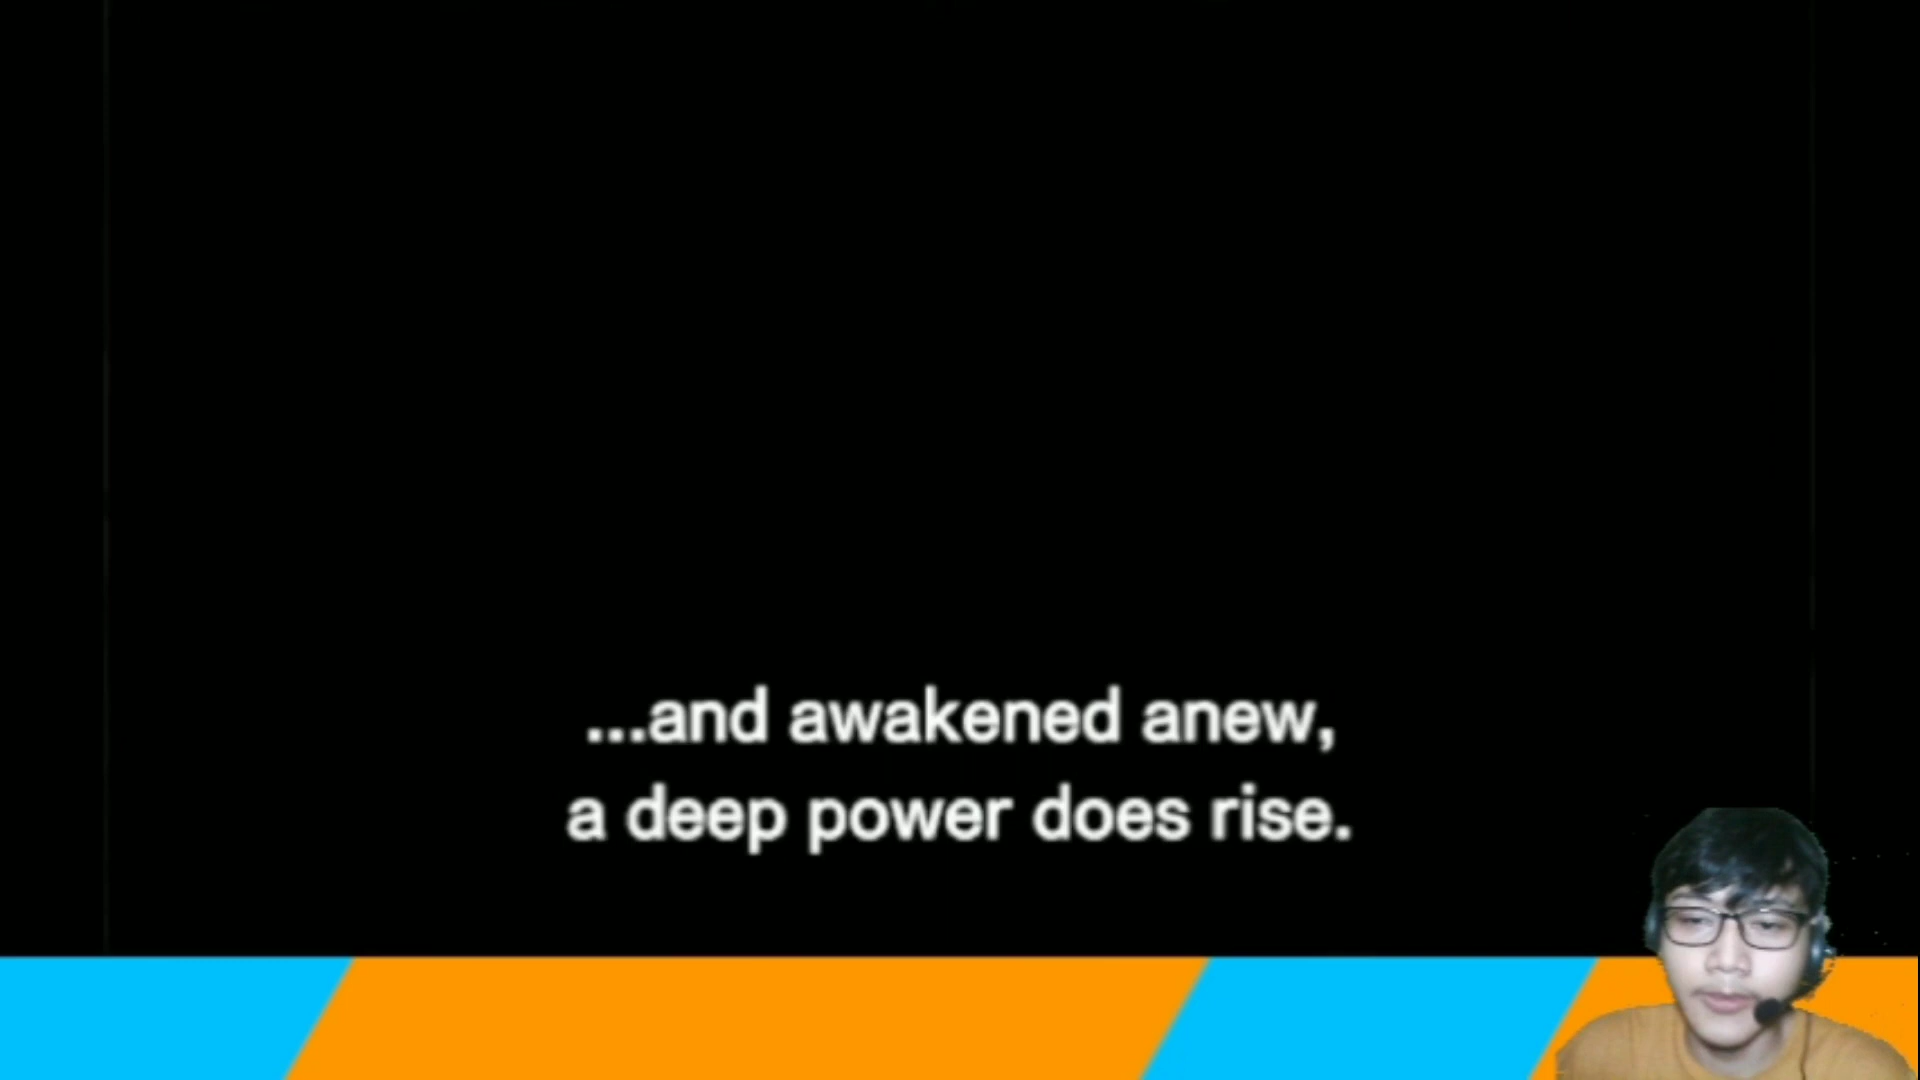 ...and awakened anew,
a deep power does rise.